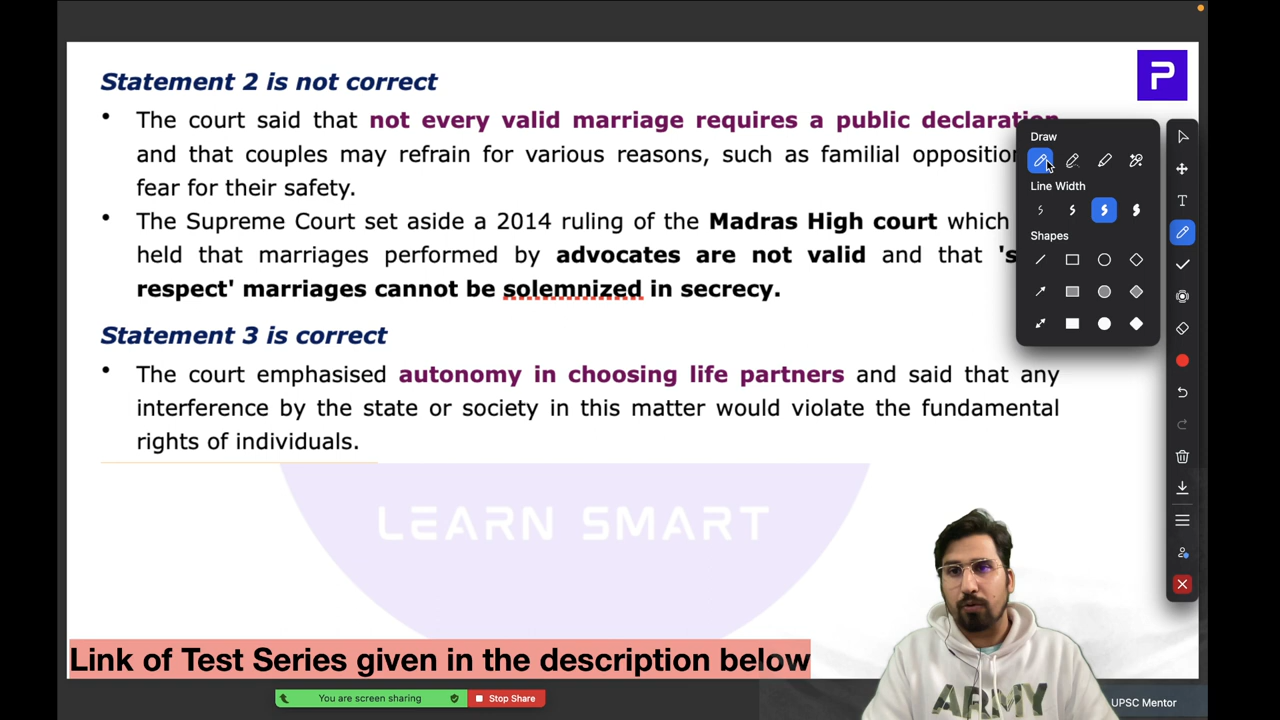 Statement 2 is not correct
P
• The court said that not every valid marriage requires a public declaration
and that couples may refrain for various reasons, such as familial opposition
fear for their safety.
• The Supreme Court set aside a 2014 ruling of the Madras High court which
held that marriages performed by advocates are not valid and that
respect' marriages cannot be solemnized in secrecy.
Statement 3 is correct
• The court emphasised autonomy in choosing life partners and said that any
interference by the state or society in this matter would violate the fundamental
rights of individuals.
Draw
Line Width
Shapes
T
LEARN SMART
Link of Test Series given in the description below
You are screen sharing
Stop Share
ARMY
UPSC Mentor